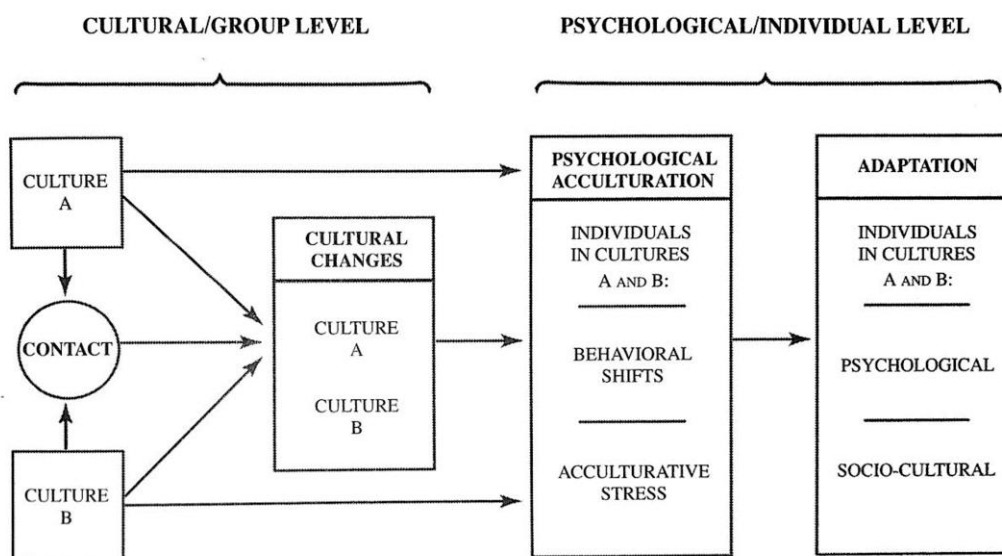 CULTURAL/GROUP LEVEL
PSYCHOLOGICAL/INDIVIDUAL LEVEL
CULTURE
A
CONTACT
CULTURE
B
CULTURAL
CHANGES
CULTURE
A
CULTURE
B
PSYCHOLOGICAL
ACCULTURATION
INDIVIDUALS
IN CULTURES
A AND B:
BEHAVIORAL
SHIFTS
ACCULTURATIVE
STRESS
ADAPTATION
INDIVIDUALS
IN CULTURES
A AND B:
PSYCHOLOGICAL
SOCIO-CULTURAL